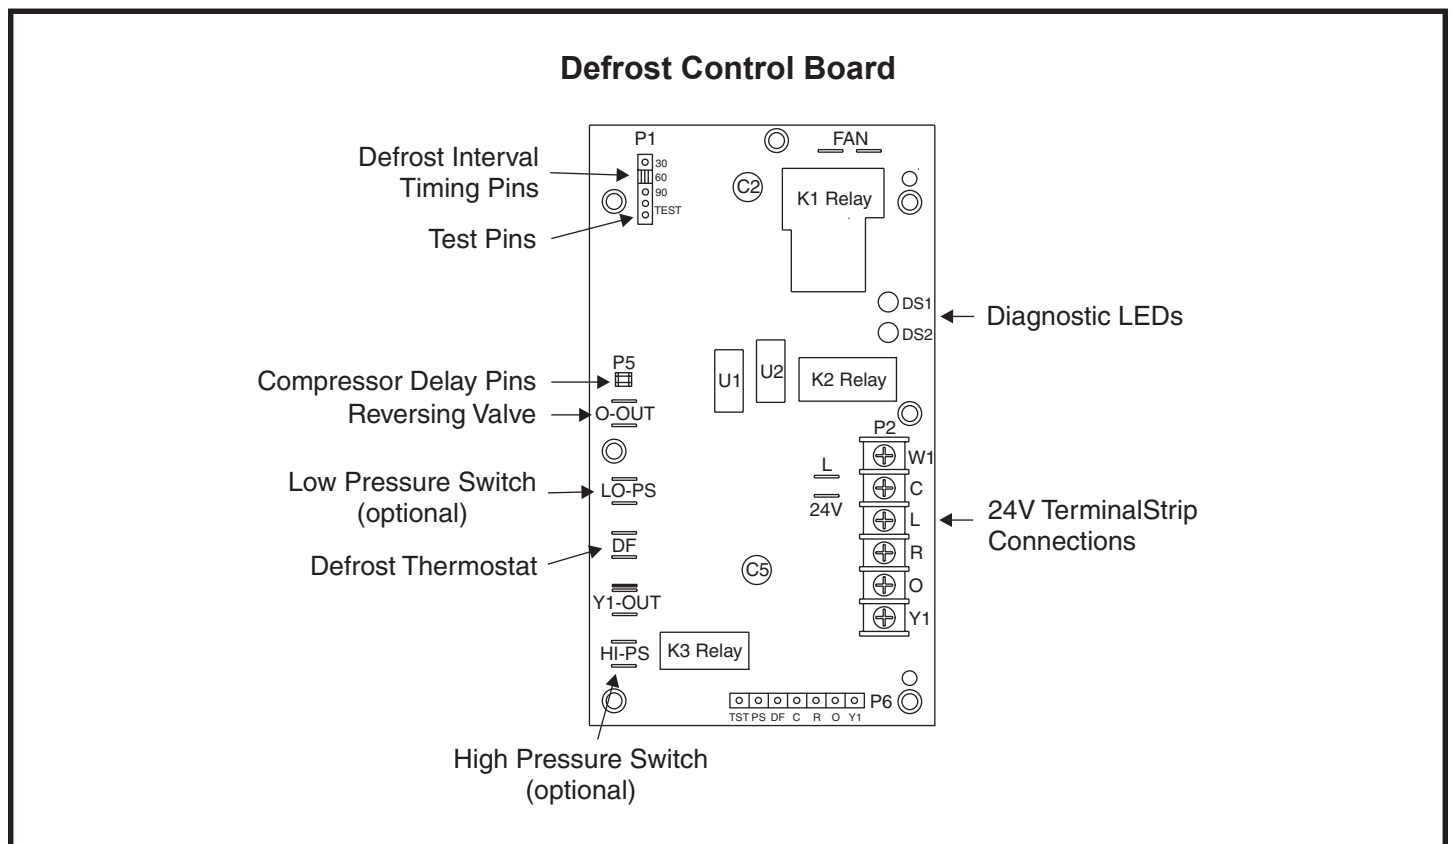 Defrost Control Board
P1
FAN
Defrost Interval
Timing Pins
30
60
90
TEST
C2
K1 Relay
Test Pins
DS1
DS2
Diagnostic LEDs
P5
U1
U2
K2 Relay
Compressor Delay Pins
Reversing Valve
O-OUT
P2
W1
C
L
R
O
Y1
L
24V
Low Pressure Switch
(optional)
LO-PS
24V TerminalStrip
Connections
DF
Defrost Thermostat
C5
Y1-OUT
HI-PS
K3 Relay
P6
TST PS DF C R O Y1
High Pressure Switch
(optional)